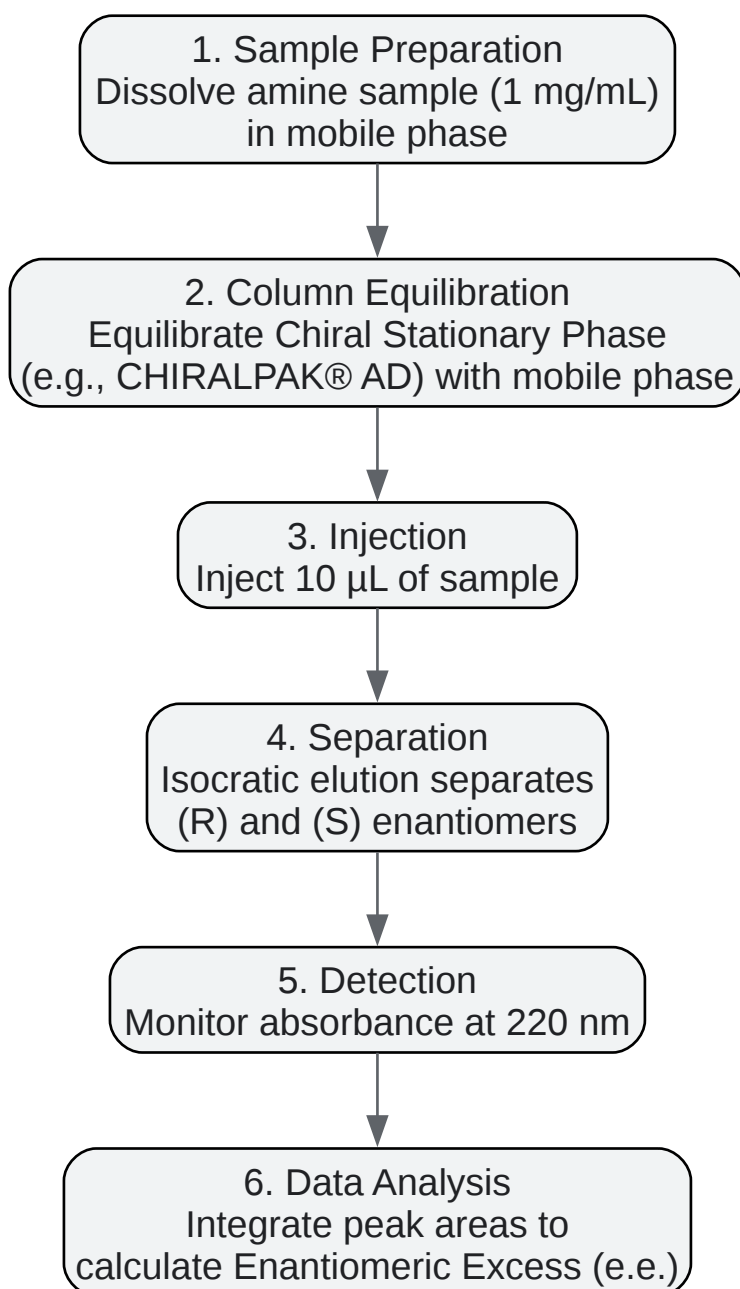 1. Sample Preparation
Dissolve amine sample (1 mg/mL)
in mobile phase
2. Column Equilibration
Equilibrate Chiral Stationary Phase
(e.g., CHIRALPAK® AD) with mobile phase
3. Injection
Inject 10 µL of sample
4. Separation
Isocratic elution separates
(R) and (S) enantiomers
5. Detection
Monitor absorbance at 220 nm
6. Data Analysis
Integrate peak areas to
calculate Enantiomeric Excess (e.e.)